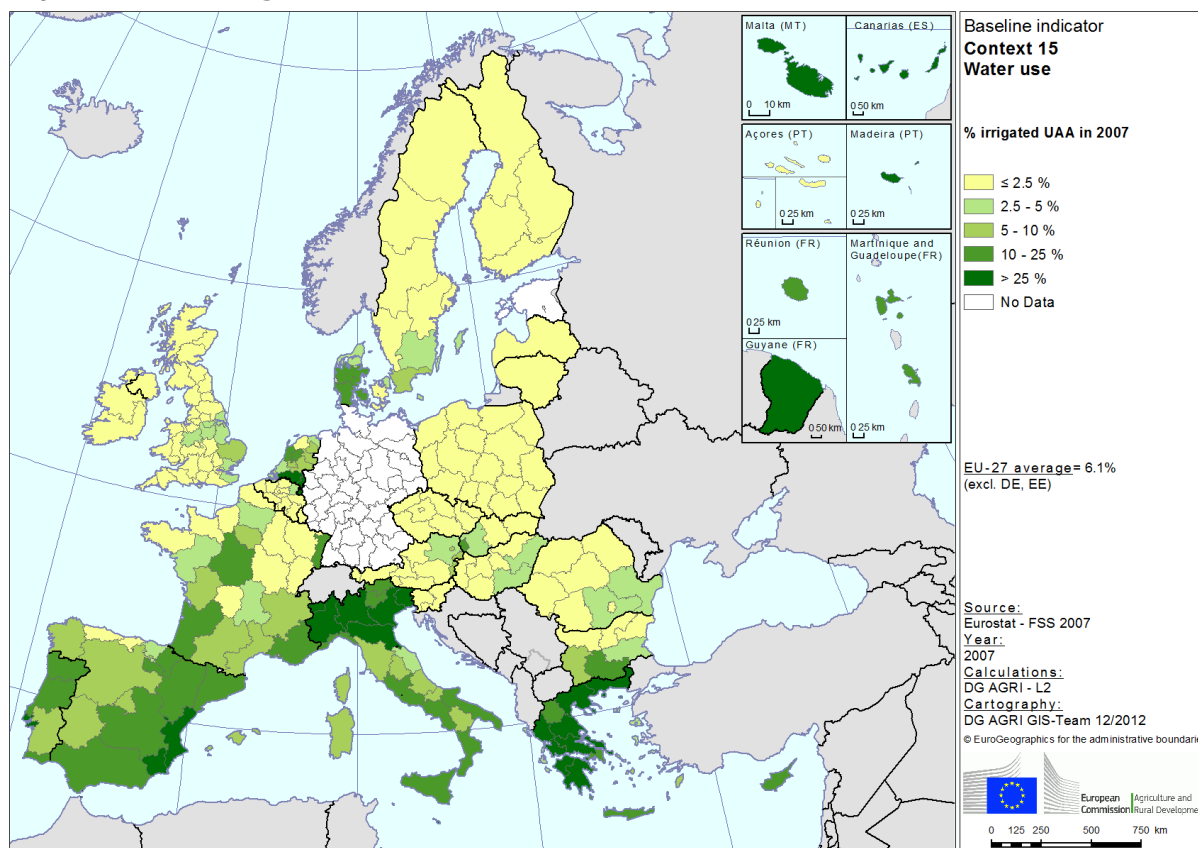 Malta (MT)
0 10 km
Canarias (ES)
0 50 km
Açores (PT)
0 25 km
Madeira (PT)
0 25 km
Réunion (FR)
0 25 km
Martinique and
Guadeloupe(FR)
0 25 km
Guyane (FR)
0 50 km
Baseline indicator
Context 15
Water use
% irrigated UAA in 2007
≤ 2.5 %
2.5 - 5 %
5 - 10 %
10 - 25 %
> 25 %
No Data
EU-27 average= 6.1%
(excl. DE, EE)
Source:
Eurostat - FSS 2007
Year:
2007
Calculations:
DG AGRI - L2
Cartography:
DG AGRI GIS-Team 12/2012
© EuroGeographics for the administrative boundarie
European
Commission
Agriculture and
Rural Developme
0 125 250 500 750 km